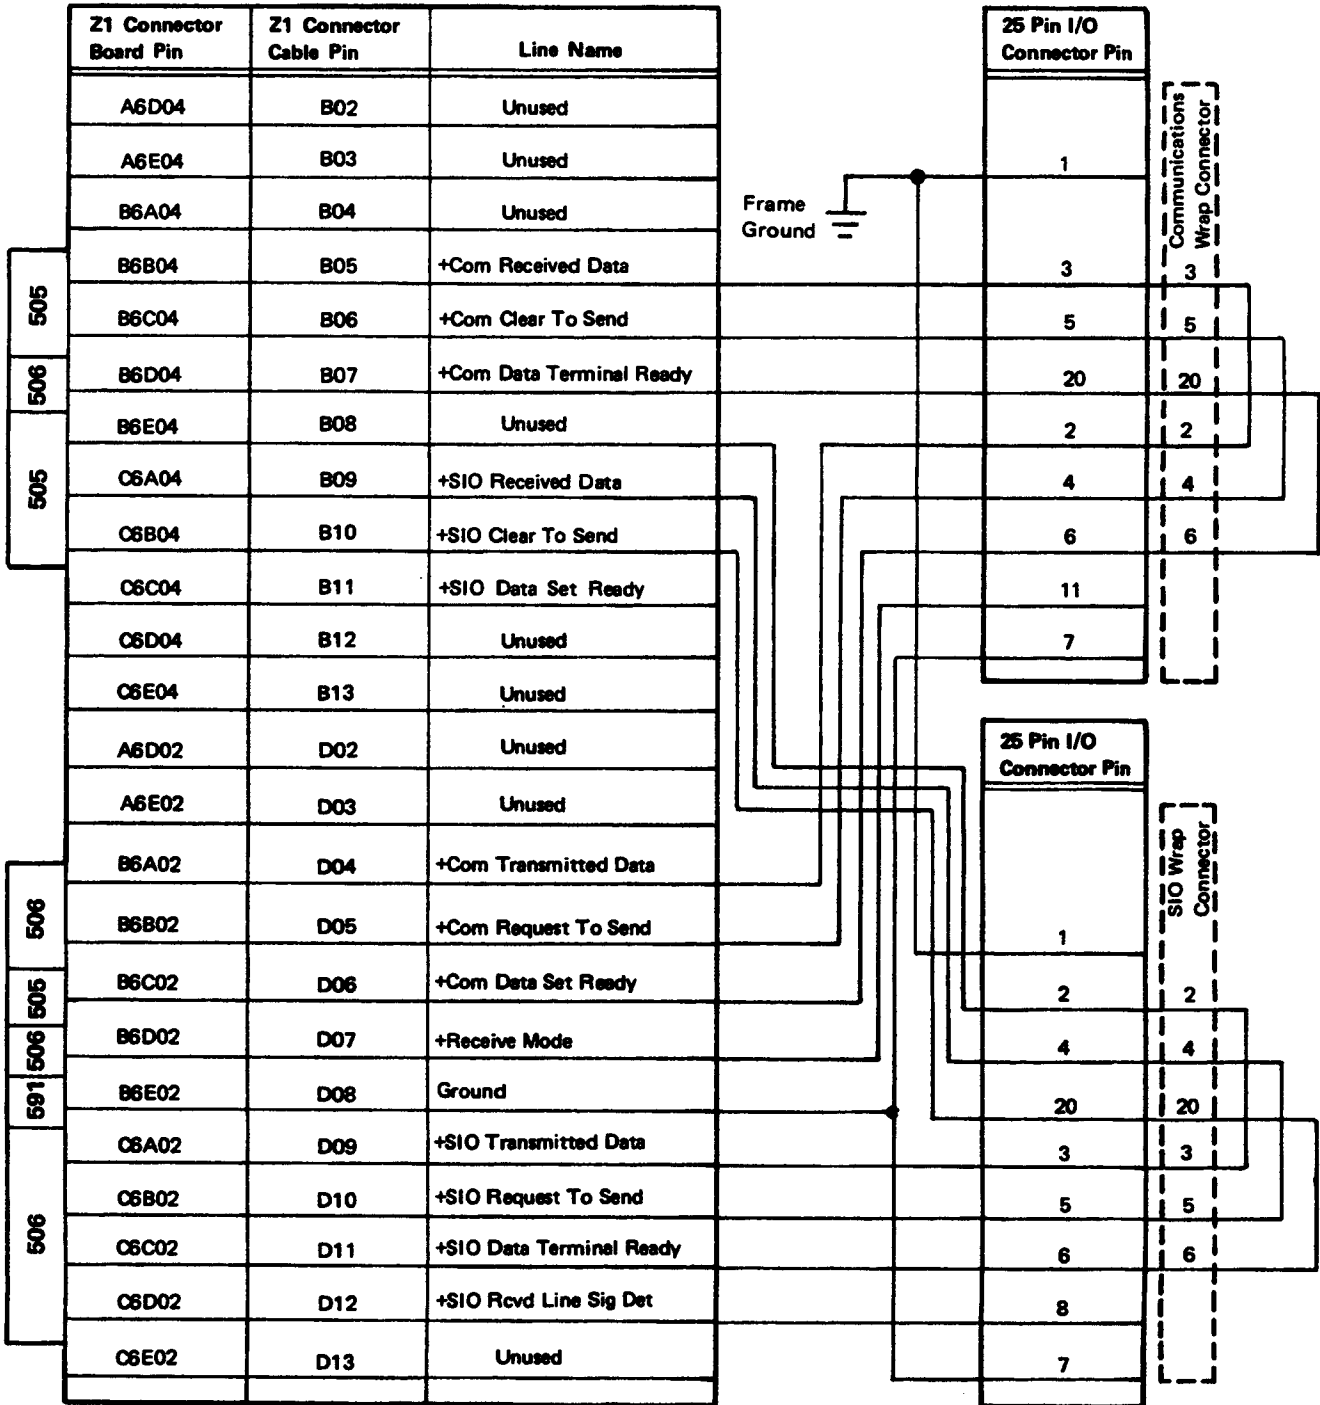 Z1 Connector Board Pin Z1 Connector Cable Pin Line Name
A6D04 B02 Unused
A6E04 B03 Unused
B6A04 B04 Unused
B6B04 B05 +Com Received Data
B6C04 B06 +Com Clear To Send
B6D04 B07 +Com Data Terminal Ready
B6E04 B08 Unused
C6A04 B09 +SIO Received Data
C6B04 B10 +SIO Clear To Send
C6C04 B11 +SIO Data Set Ready
C6D04 B12 Unused
C6E04 B13 Unused
A6D02 D02 Unused
A6E02 D03 Unused
B6A02 D04 +Com Transmitted Data
B6B02 D05 +Com Request To Send
B6C02 D06 +Com Data Set Ready
B6D02 D07 +Receive Mode
B6E02 D08 Ground
C6A02 D09 +SIO Transmitted Data
C6B02 D10 +SIO Request To Send
C6C02 D11 +SIO Data Terminal Ready
C6D02 D12 +SIO Rcvd Line Sig Det
C6E02 D13 Unused
505
506
505
506
505
506
591
506
Frame
Ground
25 Pin I/O
Connector Pin
1
3
5
20
2
4
6
11
7
Communications
Wrap Connector
3
5
20
2
4
6
25 Pin I/O
Connector Pin
1
2
4
20
3
5
6
8
7
SIO Wrap
Connector
2
4
20
3
5
6